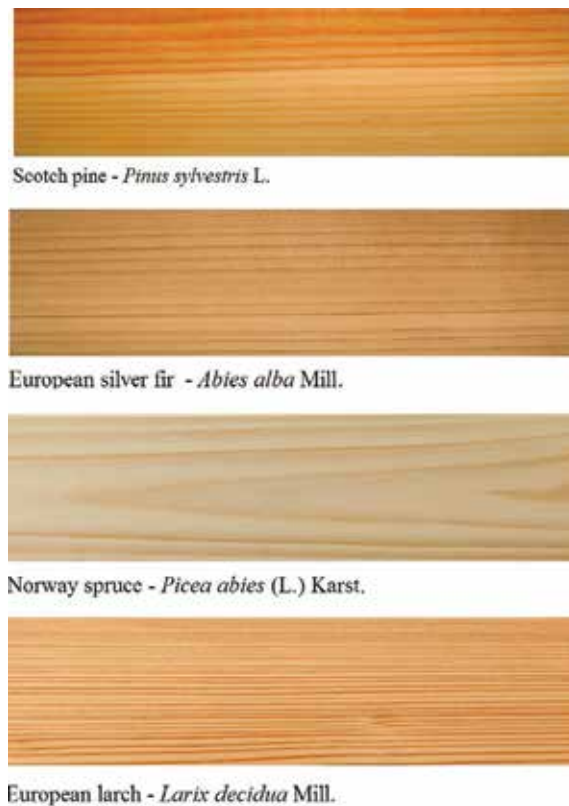 Scotch pine - Pinus sylvestris L.
European silver fir - Abies alba Mill.
Norway spruce - Picea abies (L.) Karst.
European larch - Larix decidua Mill.